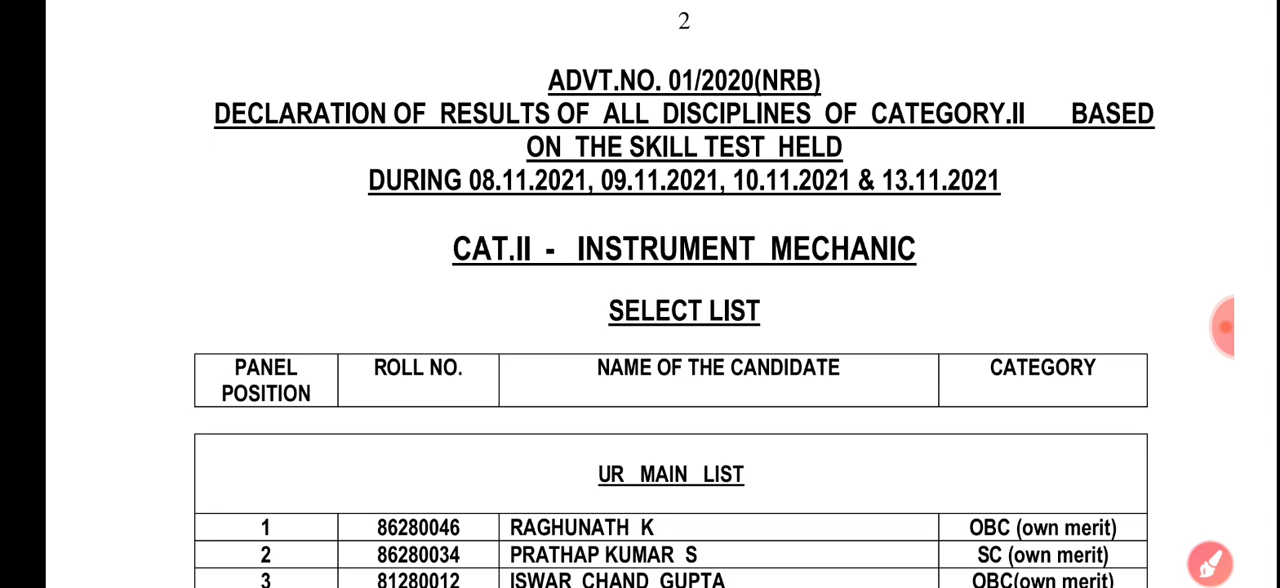 2
ADVT.NO. 01/2020(NRB)
DECLARATION OF RESULTS OF ALL DISCIPLINES OF CATEGORY.II BASED
ON THE SKILL TEST HELD
DURING 08.11.2021, 09.11.2021, 10.11.2021 & 13.11.2021
CAT.II - INSTRUMENT MECHANIC
SELECT LIST
PANEL POSITION ROLL NO. NAME OF THE CANDIDATE CATEGORY
UR MAIN LIST
1 86280046 RAGHUNATH K OBC (own merit)
2 86280034 PRATHAP KUMAR S SC (own merit)
3 81280012 ISWAR CHAND GUPTA OBC(own merit)